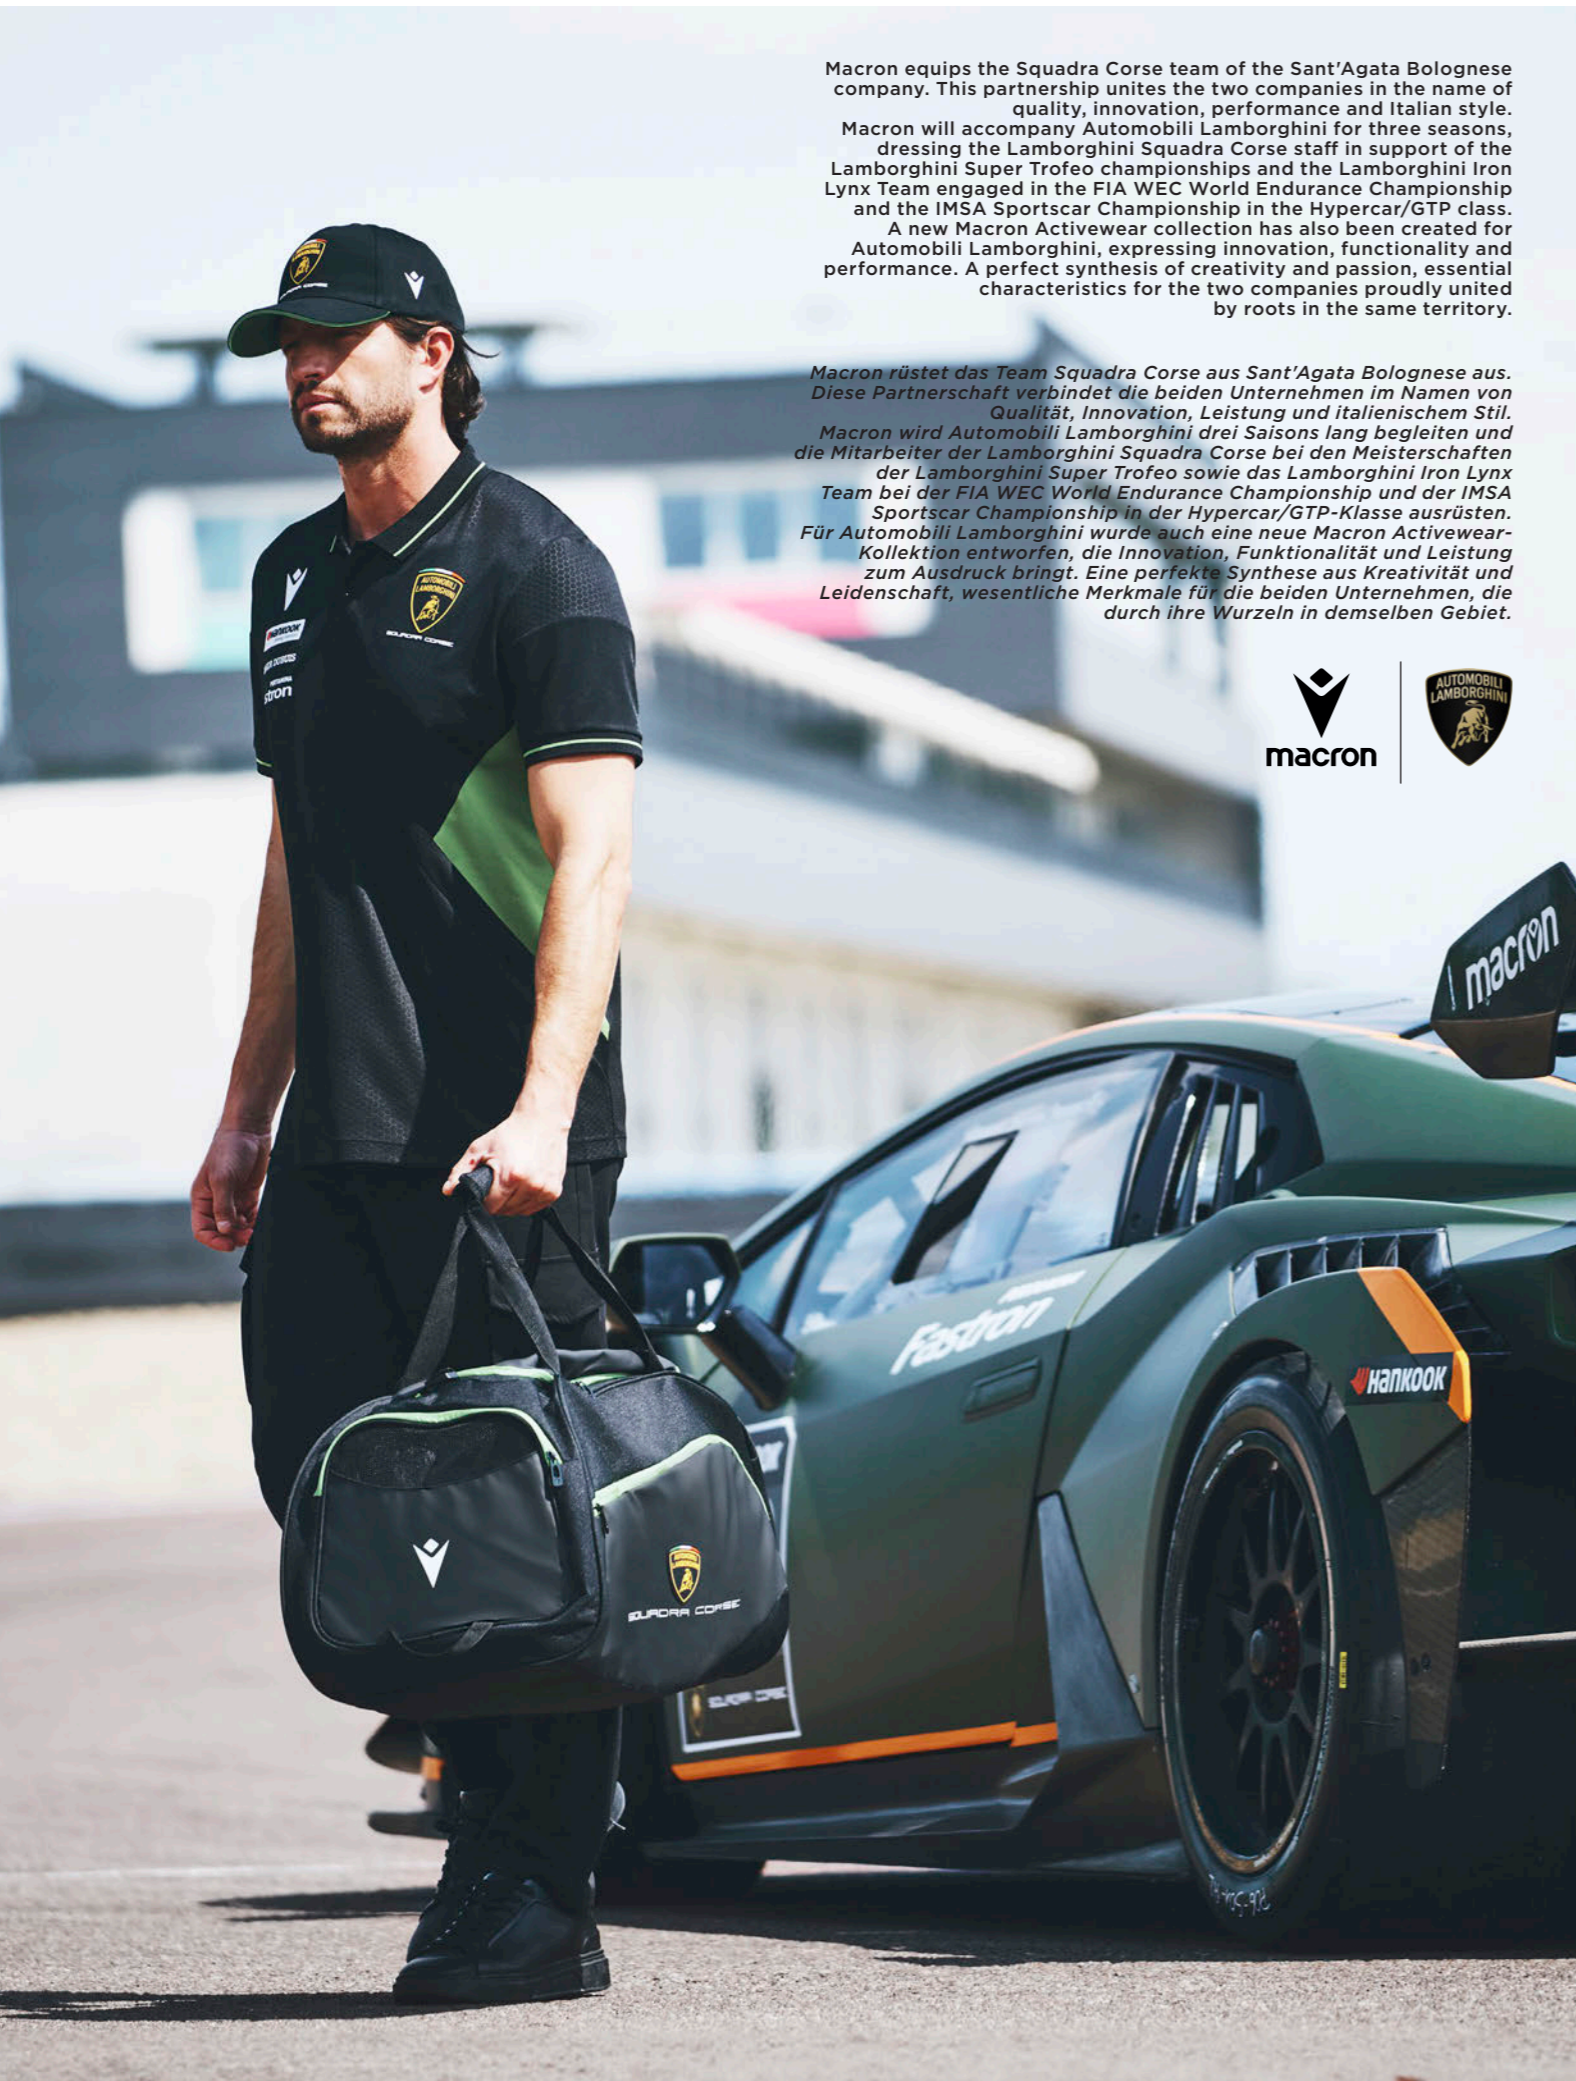 Macron equips the Squadra Corse team of the Sant'Agata Bolognese
company. This partnership unites the two companies in the name of
quality, innovation, performance and Italian style.
Macron will accompany Automobili Lamborghini for three seasons,
dressing the Lamborghini Squadra Corse staff in support of the
Lamborghini Super Trofeo championships and the Lamborghini Iron
Lynx Team engaged in the FIA WEC World Endurance Championship
and the IMSA Sportscar Championship in the Hypercar/GTP class.
A new Macron Activewear collection has also been created for
Automobili Lamborghini, expressing innovation, functionality and
performance. A perfect synthesis of creativity and passion, essential
characteristics for the two companies proudly united
by roots in the same territory.
Macron rüstet das Team Squadra Corse aus Sant'Agata Bolognese aus.
Diese Partnerschaft verbindet die beiden Unternehmen im Namen von
Qualität, Innovation, Leistung und italienischem Stil.
Macron wird Automobili Lamborghini drei Saisons lang begleiten und
die Mitarbeiter der Lamborghini Squadra Corse bei den Meisterschaften
der Lamborghini Super Trofeo sowie das Lamborghini Iron Lynx
Team bei der FIA WEC World Endurance Championship und der IMSA
Sportscar Championship in der Hypercar/GTP-Klasse ausrüsten.
Für Automobili Lamborghini wurde auch eine neue Macron Activewear-
Kollektion entworfen, die Innovation, Funktionalität und Leistung
zum Ausdruck bringt. Eine perfekte Synthese aus Kreativität und
Leidenschaft, wesentliche Merkmale für die beiden Unternehmen, die
durch ihre Wurzeln in demselben Gebiet.
macron
AUTOMOBILI
LAMBORGHINI
AUTOMOBILI
LAMBORGHINI
SQUADRA CORSE
HANKOOK
stron
macron
Fastron
HANKOOK
SQUADRA CORSE